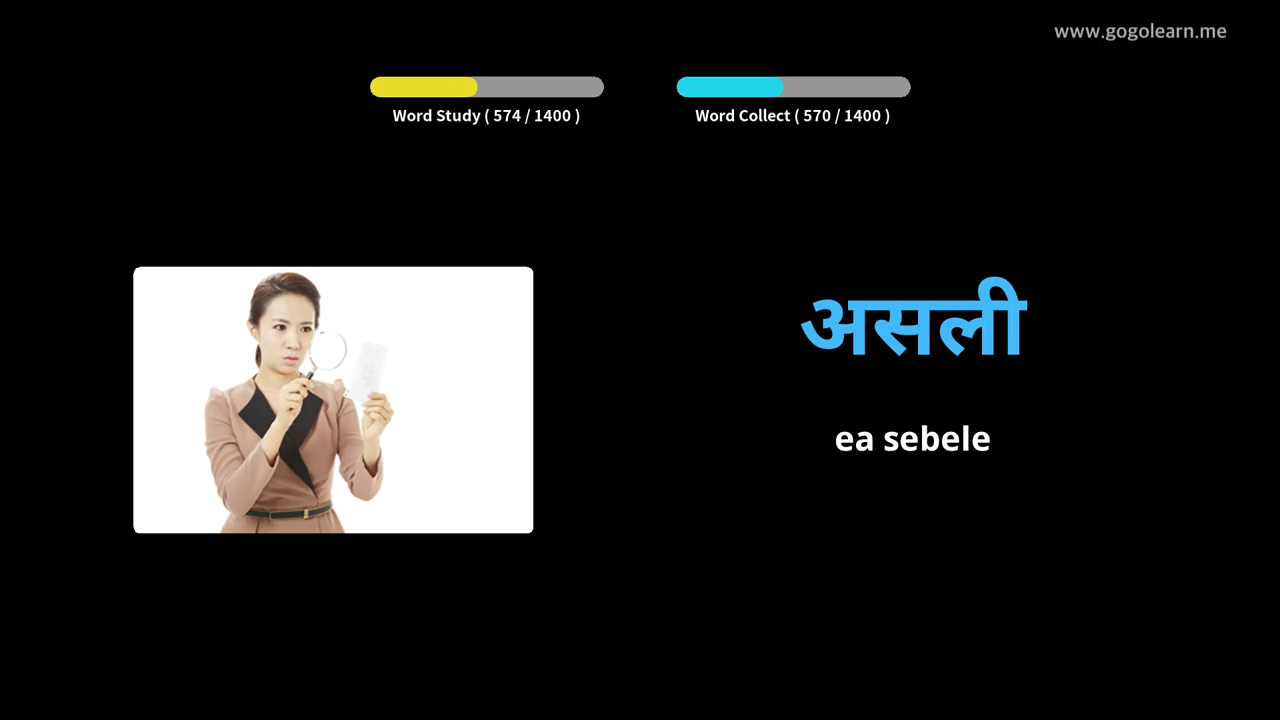 www.gogolearn.me
Word Study ( 574 / 1400 )
Word Collect ( 570 / 1400 )
असली
ea sebele